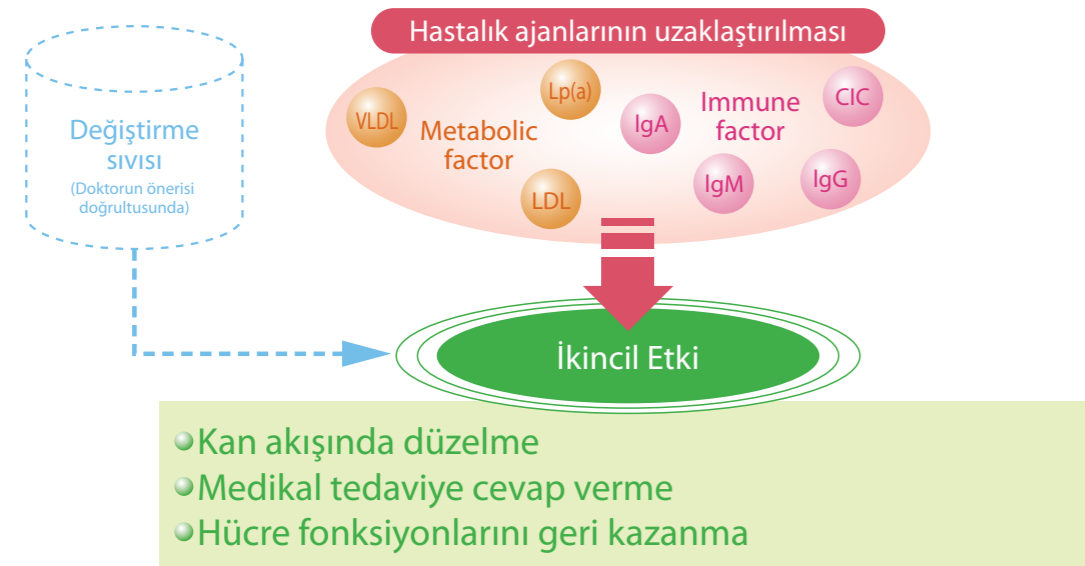 Hastalık ajanlarının uzaklaştırılması
Değiştirme
sıvısı
(Doktorun önerisi
doğrultusunda)
VLDL
Metabolic
factor
Lp(a)
LDL
IgA
Immune
factor
CIC
IgM
IgG
İkincil Etki
Kan akışında düzelme
Medikal tedaviye cevap verme
Hücre fonksiyonlarını geri kazanma